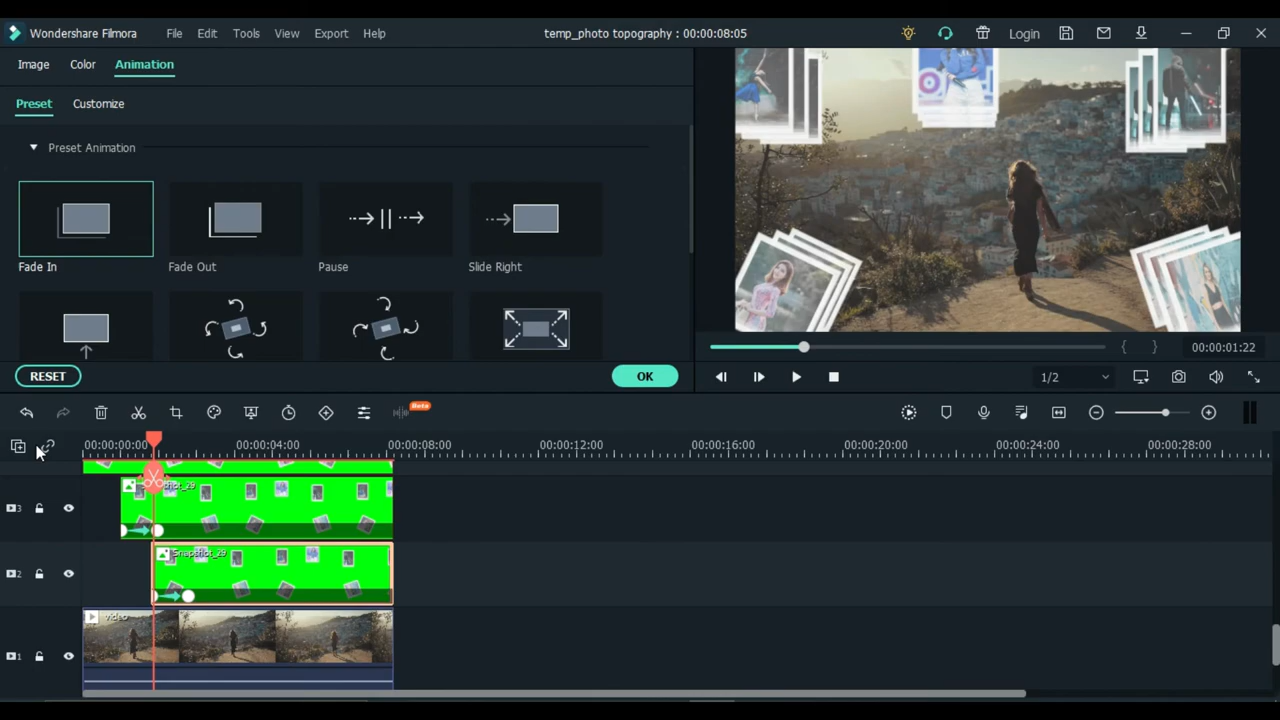 Wondershare Filmora File Edit Tools View Export Help temp_photo topography : 00:00:08:05 Login
Image Color Animation
Preset Customize
Preset Animation
Fade In Fade Out Pause Slide Right
RESET OK
00:00:01:22
1/2
Beta
00:00:00:00 00:00:04:00 00:00:08:00 00:00:12:00 00:00:16:00 00:00:20:00 00:00:24:00 00:00:28:00
3
Snapshot_29
2
video
1